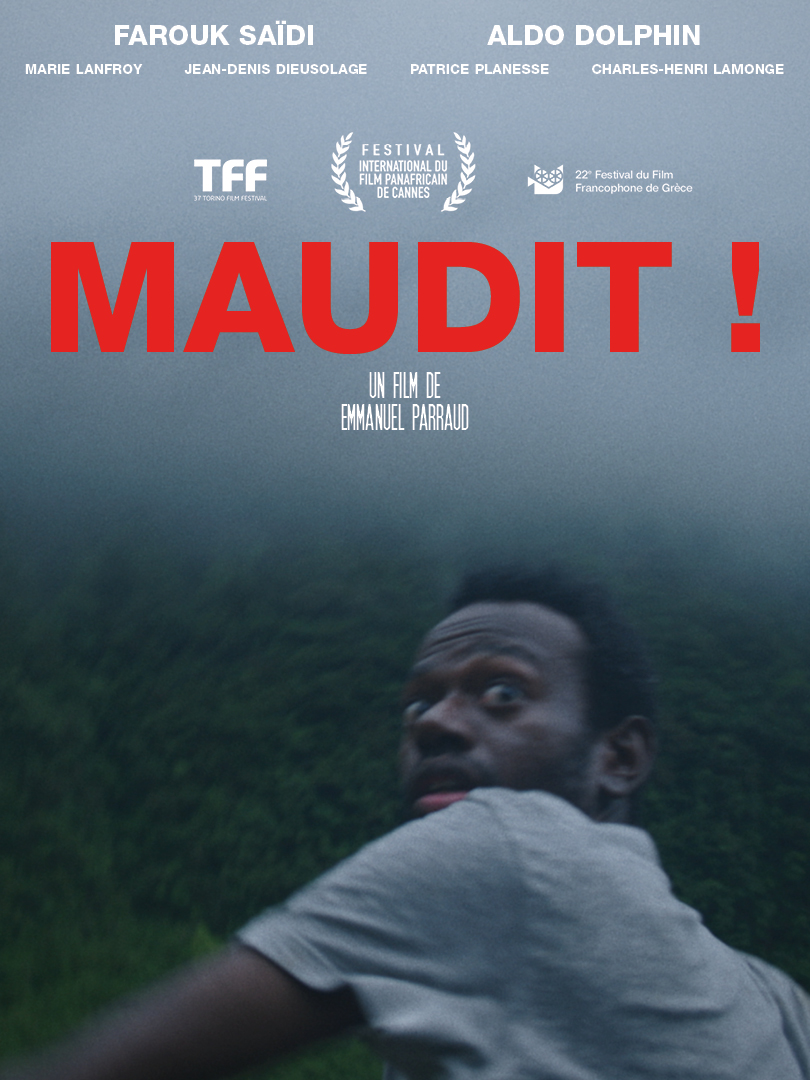 FAROUK SAÏDI ALDO DOLPHIN
MARIE LANFROY JEAN-DENIS DIEUSOLAGE PATRICE PLANESSE CHARLES-HENRI LAMONGE
TFF
37 TORINO FILM FESTIVAL
FESTIVAL
INTERNATIONAL DU
FILM PANAFRICAIN
DE CANNES
22e Festival du Film
Francophone de Grèce
MAUDIT !
UN FILM DE
EMMANUEL PARRAUD